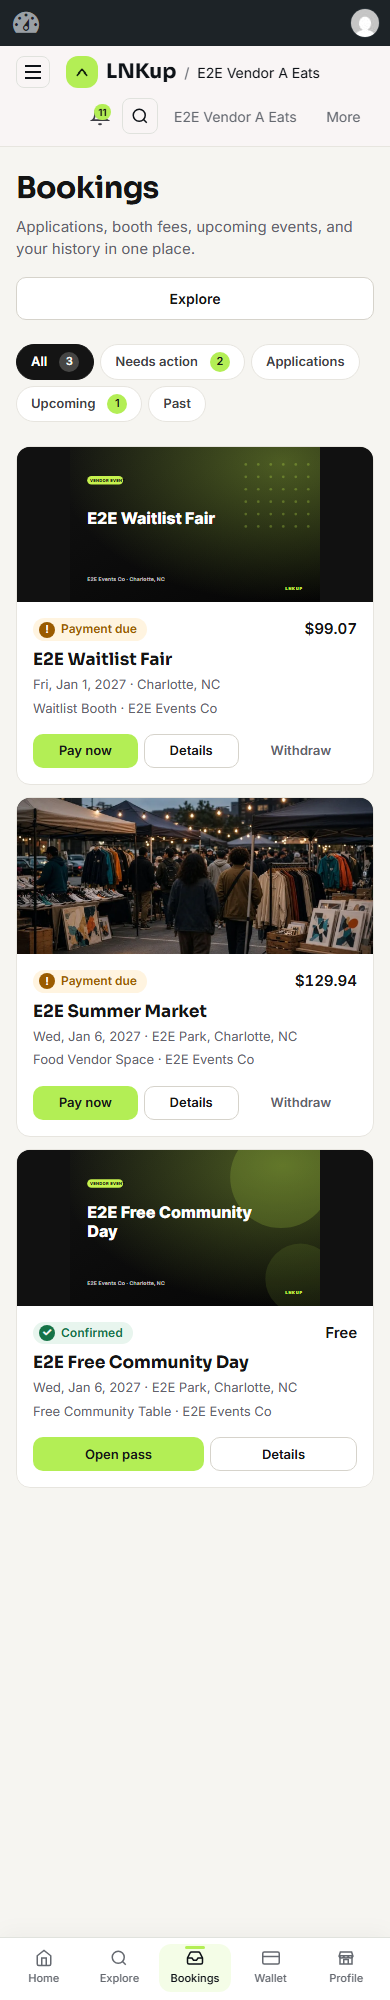 LNKup / E2E Vendor A Eats
11
E2E Vendor A Eats
More
Bookings
Applications, booth fees, upcoming events, and
your history in one place.
Explore
All 3
Needs action 2
Applications
Upcoming 1
Past
VENDOR EVEN
E2E Waitlist Fair
E2E Events Co · Charlotte, NC
LNKUP
! Payment due
$99.07
E2E Waitlist Fair
Fri, Jan 1, 2027 · Charlotte, NC
Waitlist Booth · E2E Events Co
Pay now
Details
Withdraw
! Payment due
$129.94
E2E Summer Market
Wed, Jan 6, 2027 · E2E Park, Charlotte, NC
Food Vendor Space · E2E Events Co
Pay now
Details
Withdraw
VENDOR EVEN
E2E Free Community
Day
E2E Events Co · Charlotte, NC
LNKUP
Confirmed
Free
E2E Free Community Day
Wed, Jan 6, 2027 · E2E Park, Charlotte, NC
Free Community Table · E2E Events Co
Open pass
Details
Home
Explore
Bookings
Wallet
Profile